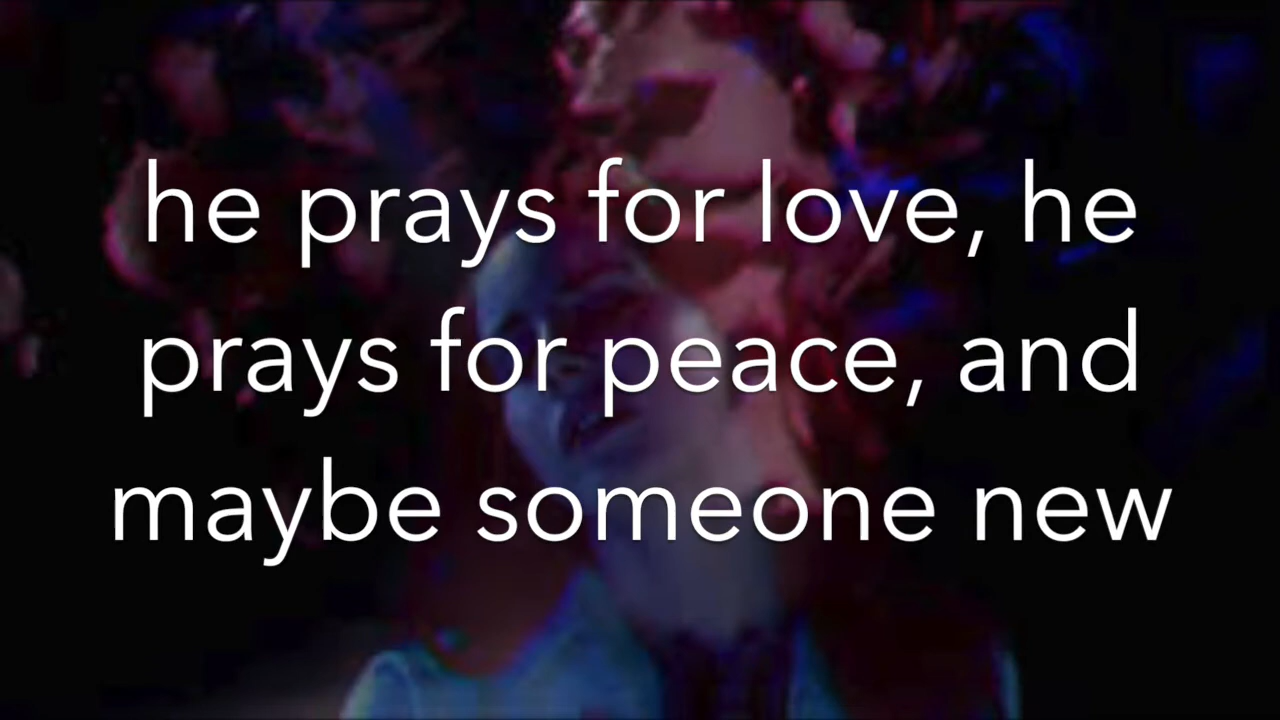 he prays for love, he
prays for peace, and
maybe someone new